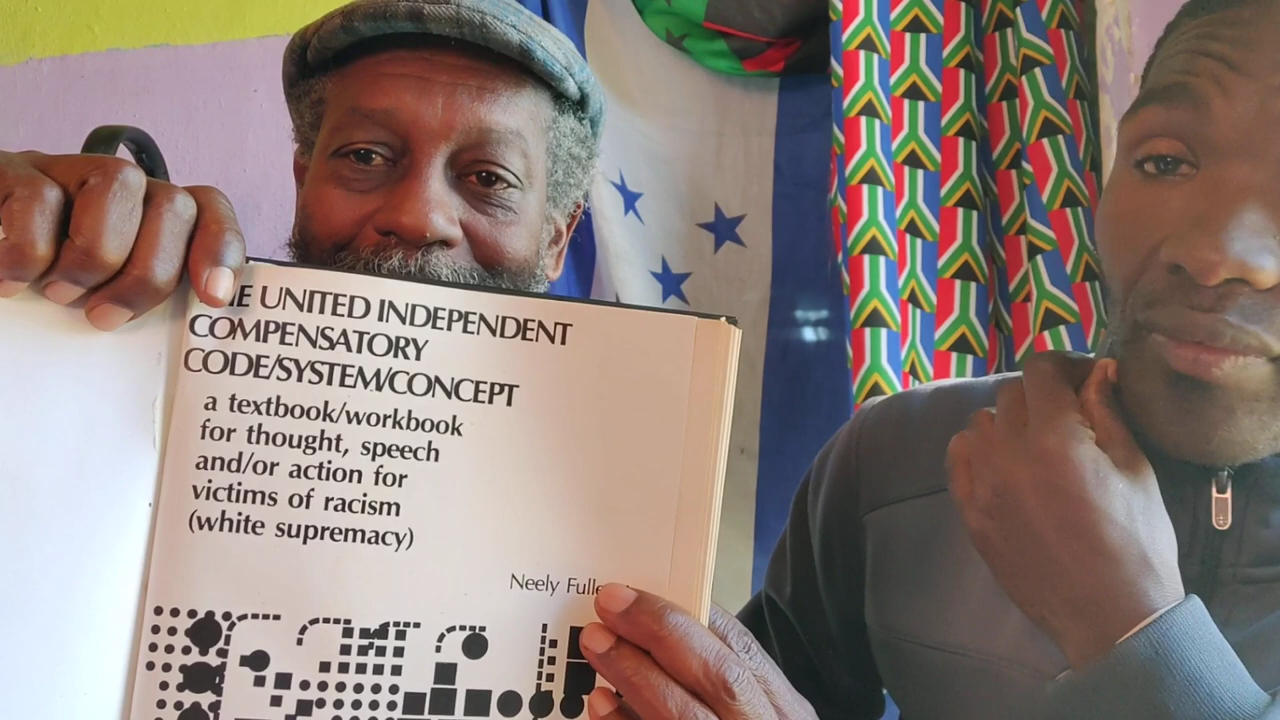 UNITED INDEPENDENT
COMPENSATORY
CODE/SYSTEM/CONCEPT
a textbook/workbook
for thought, speech
and/or action for
victims of racism
(white supremacy)
Neely